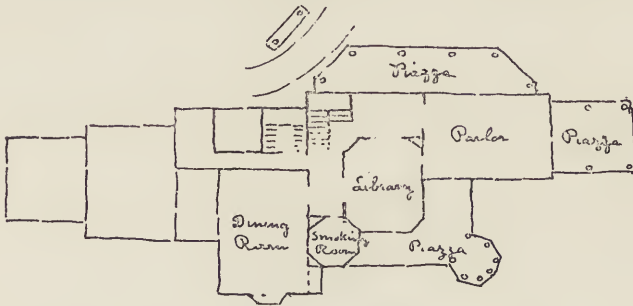 Piazza
Parlor
Piazza
Library
Dining
Room
Smoking
Room
Piazza